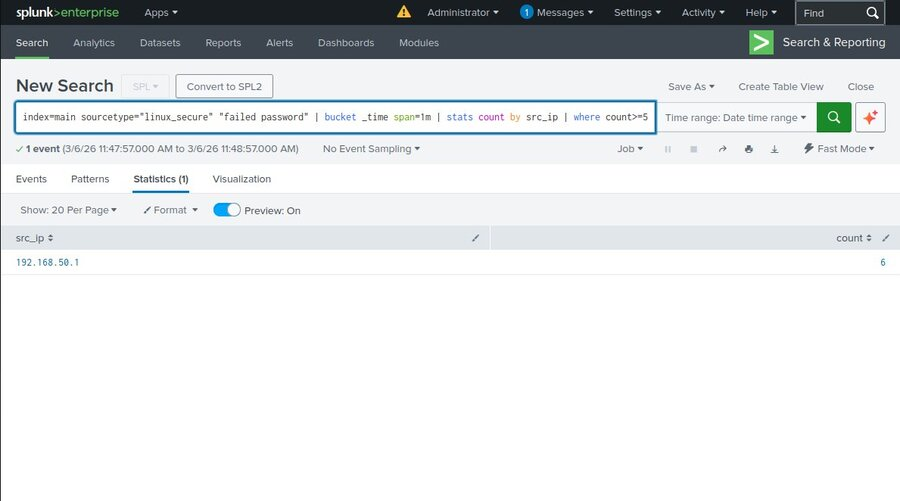 splunk>enterprise Apps Administrator 1 Messages Settings Activity Help Find
Search Analytics Datasets Reports Alerts Dashboards Modules > Search & Reporting
New Search SPL Convert to SPL2 Save As Create Table View Close
index=main sourcetype="linux_secure" "failed password" | bucket _time span=1m | stats count by src_ip | where count>=5 Time range: Date time range
✓ 1 event (3/6/26 11:47:57.000 AM to 3/6/26 11:48:57.000 AM) No Event Sampling Job Fast Mode
Events Patterns Statistics (1) Visualization
Show: 20 Per Page Format Preview: On
src_ip count
192.168.50.1 6